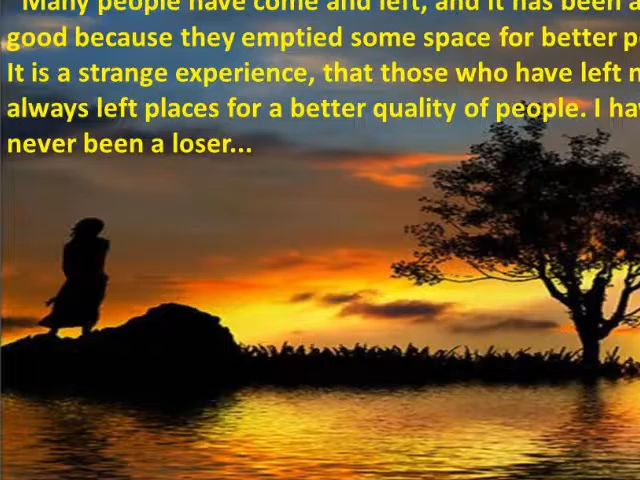 "Many people have come and left, and it has been a
good because they emptied some space for better p
It is a strange experience, that those who have left m
always left places for a better quality of people. I ha
never been a loser...